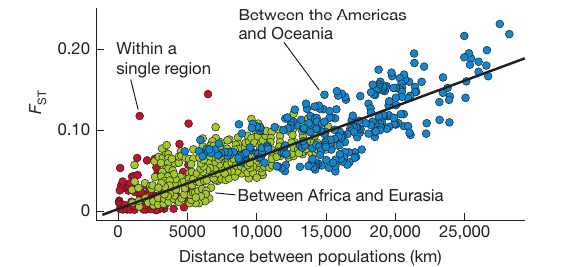 Between the Americas
and Oceania
Within a
single region
Between Africa and Eurasia
FST
0.20
0.10
0
0 5000 10,000 15,000 20,000 25,000
Distance between populations (km)